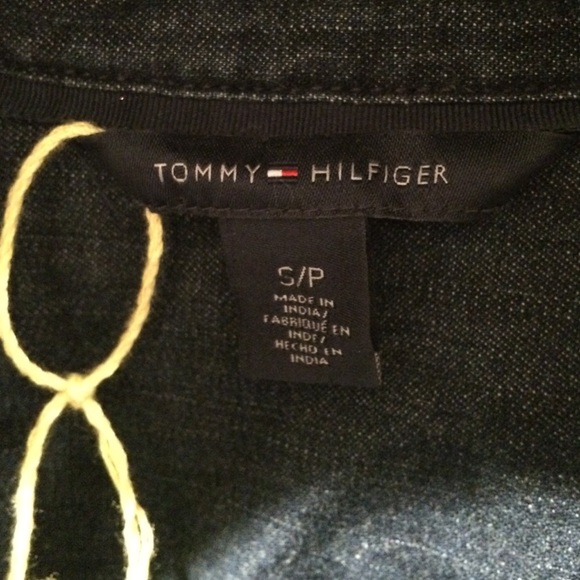 TOMMY HILFIGER
S/P
MADE IN
INDIA/
FABRIQUÉ EN
INDE/
HECHO EN
INDIA